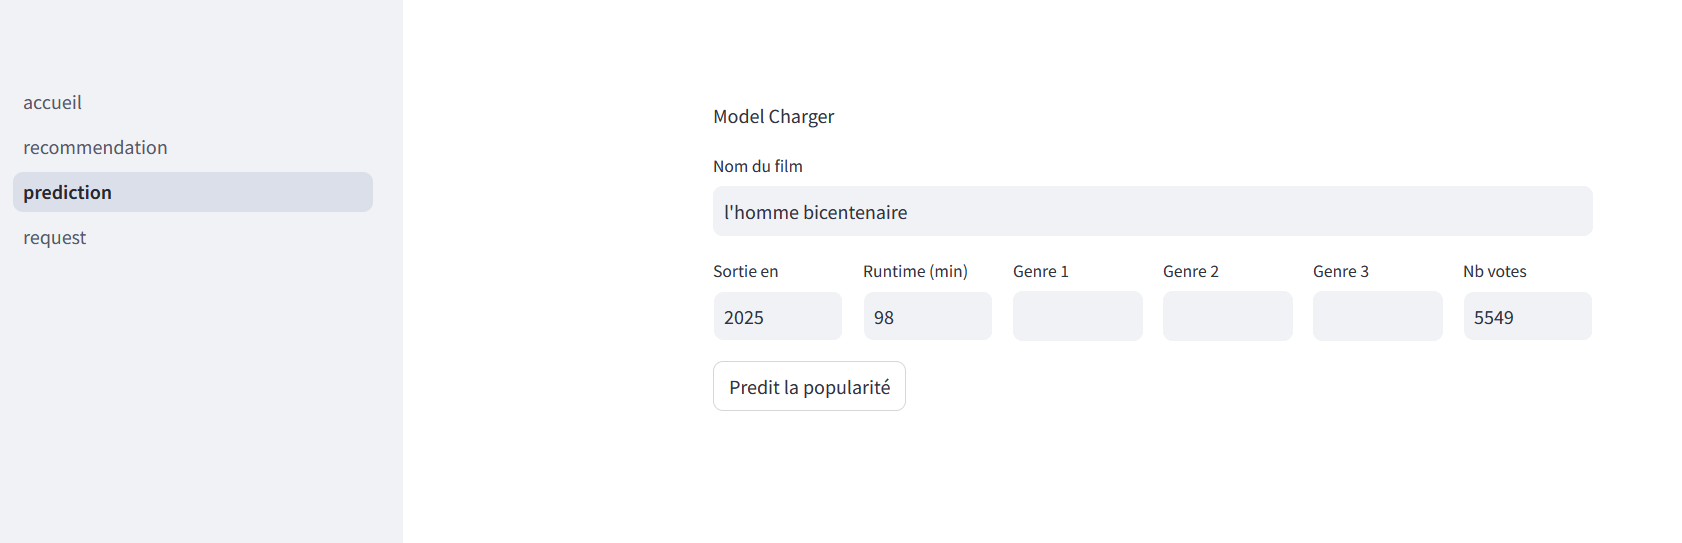 accueil
recommendation
prediction
request
Model Charger
Nom du film
l'homme bicentenaire
Sortie en Runtime (min) Genre 1 Genre 2 Genre 3 Nb votes
2025 98 5549
Predit la popularité